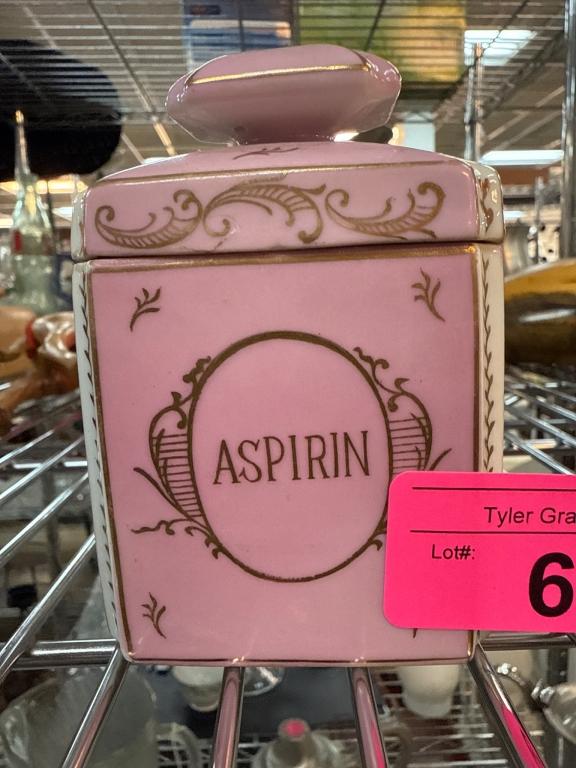 ASPIRIN
Tyler Gra
Lot#:
6